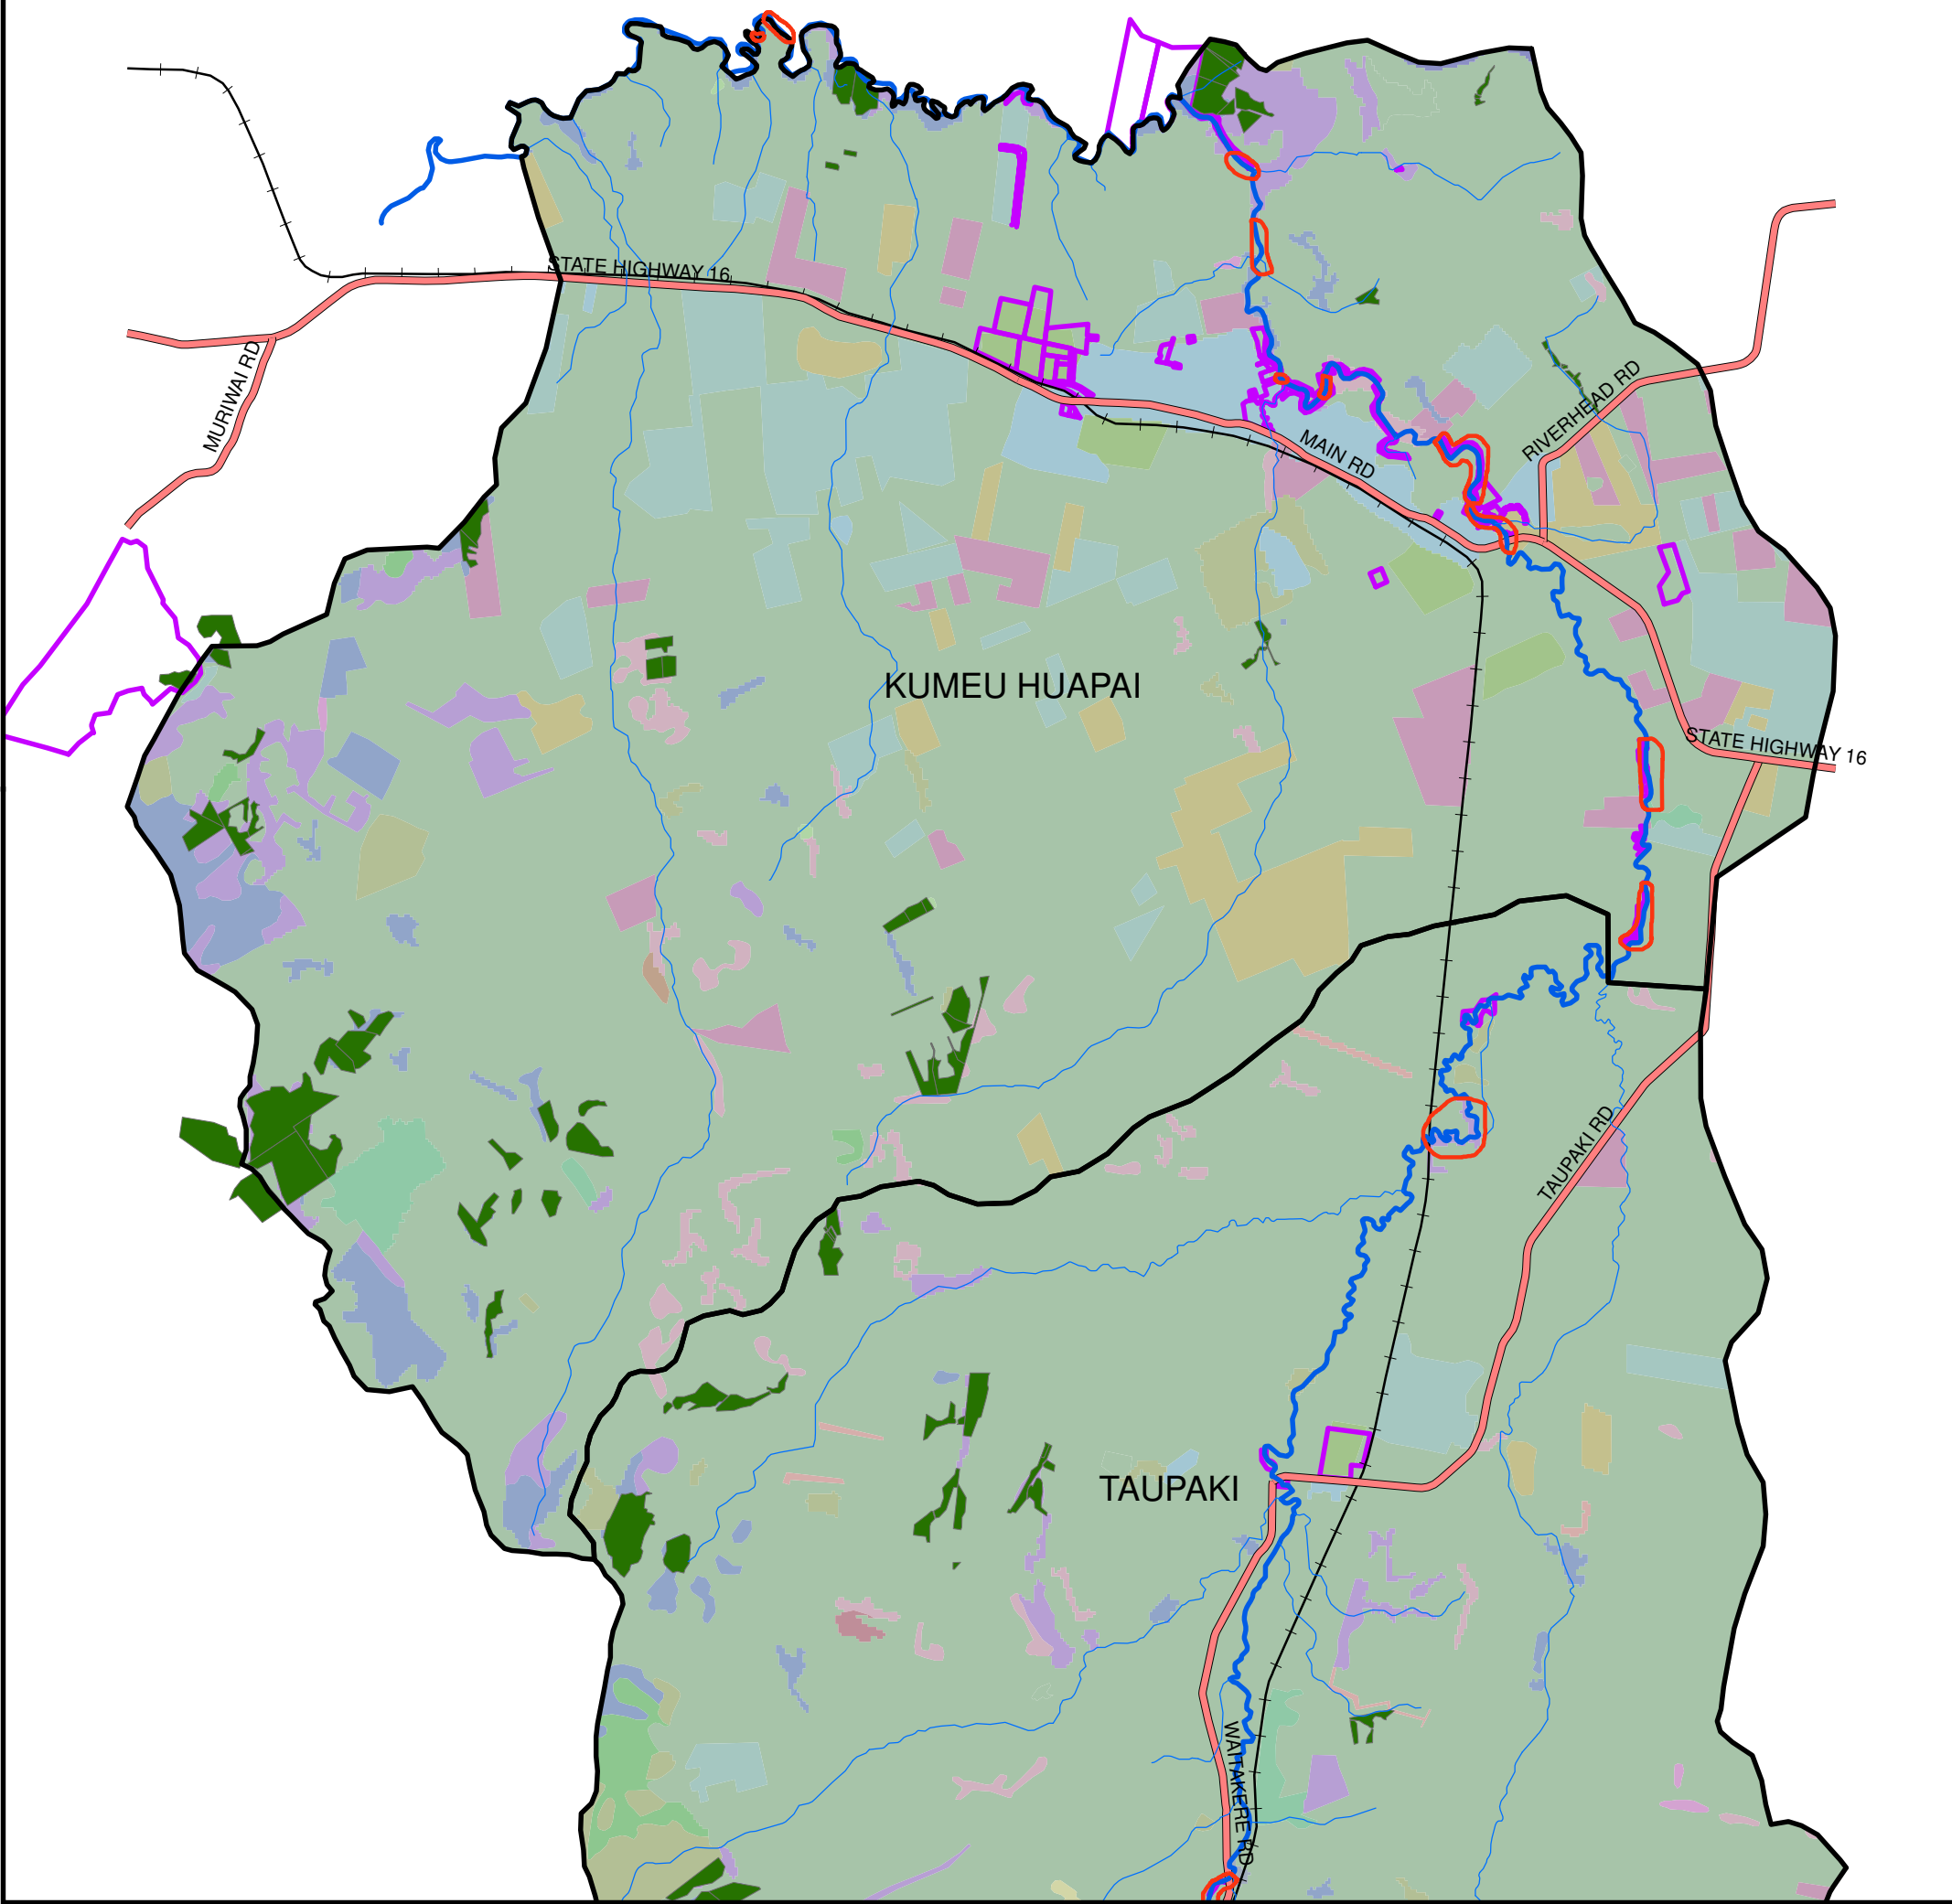 STATE HIGHWAY 16
MURIWAI RD
RIVERHEAD RD
MAIN RD
KUMEU HUAPAI
STATE HIGHWAY 16
TAUPAKI RD
TAUPAKI
WAITAKERE RD